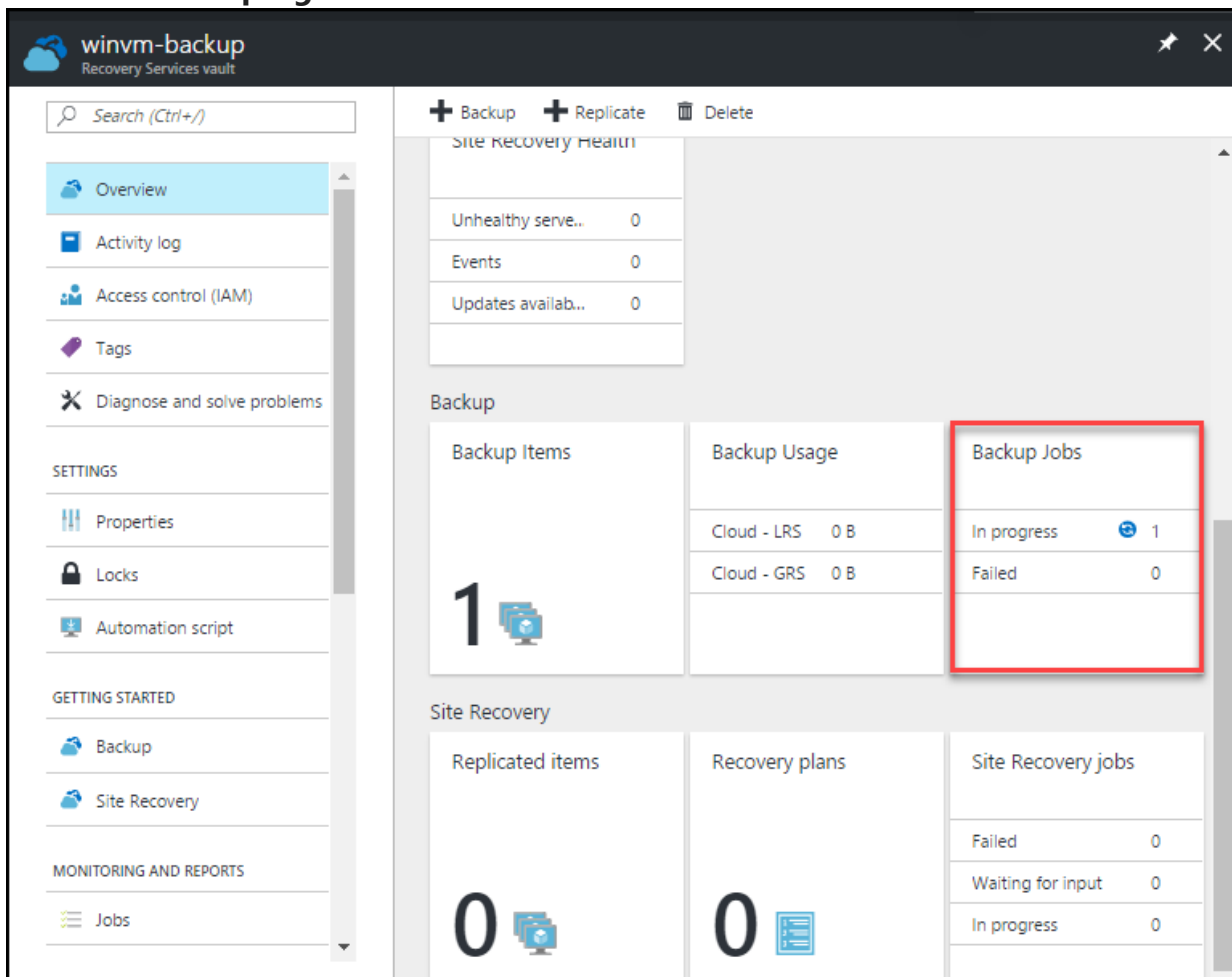 winvm-backup
Recovery Services vault
Search (Ctrl+/)
Overview
Activity log
Access control (IAM)
Tags
Diagnose and solve problems
SETTINGS
Properties
Locks
Automation script
GETTING STARTED
Backup
Site Recovery
MONITORING AND REPORTS
Jobs
Backup Replicate Delete
Site Recovery Health
Unhealthy serve... 0
Events 0
Updates availab... 0
Backup
Backup Items
1
Backup Usage
Cloud - LRS 0 B
Cloud - GRS 0 B
Backup Jobs
In progress 1
Failed 0
Site Recovery
Replicated items
0
Recovery plans
0
Site Recovery jobs
Failed 0
Waiting for input 0
In progress 0